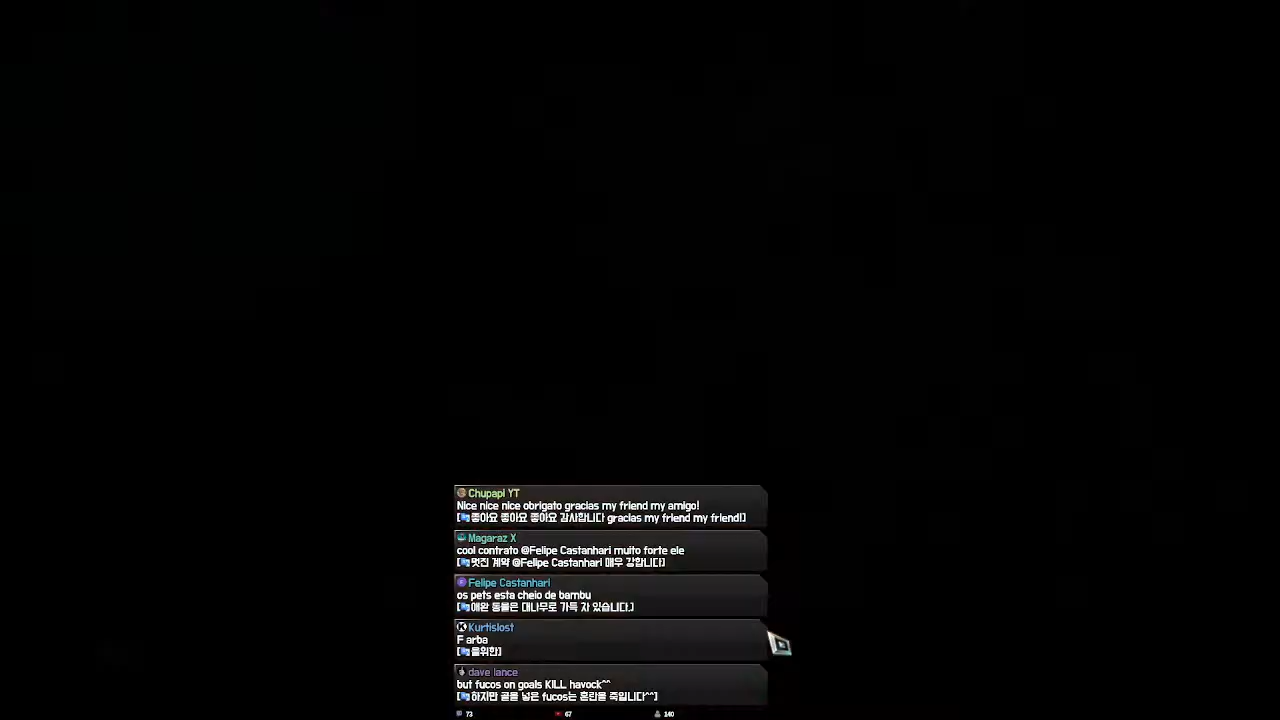 Chupapi YT
Nice nice nice obrigato gracias my friend my amigo!
[좋아요 좋아요 좋아요 감사합니다 gracias my friend my friend!]
Magaraz X
cool contrato @Felipe Castanhari muito forte ele
[멋진 계약 @Felipe Castanhari 매우 강합니다]
Felipe Castanhari
os pets esta cheio de bambu
[애완 동물은 대나무로 가득 차 있습니다.]
Kurtislost
F arba
[을위한]
dave lance
but fucos on goals KILL havock^^
[하지만 골을 넣은 fucos는 혼란을 죽입니다^^]
73 67 140